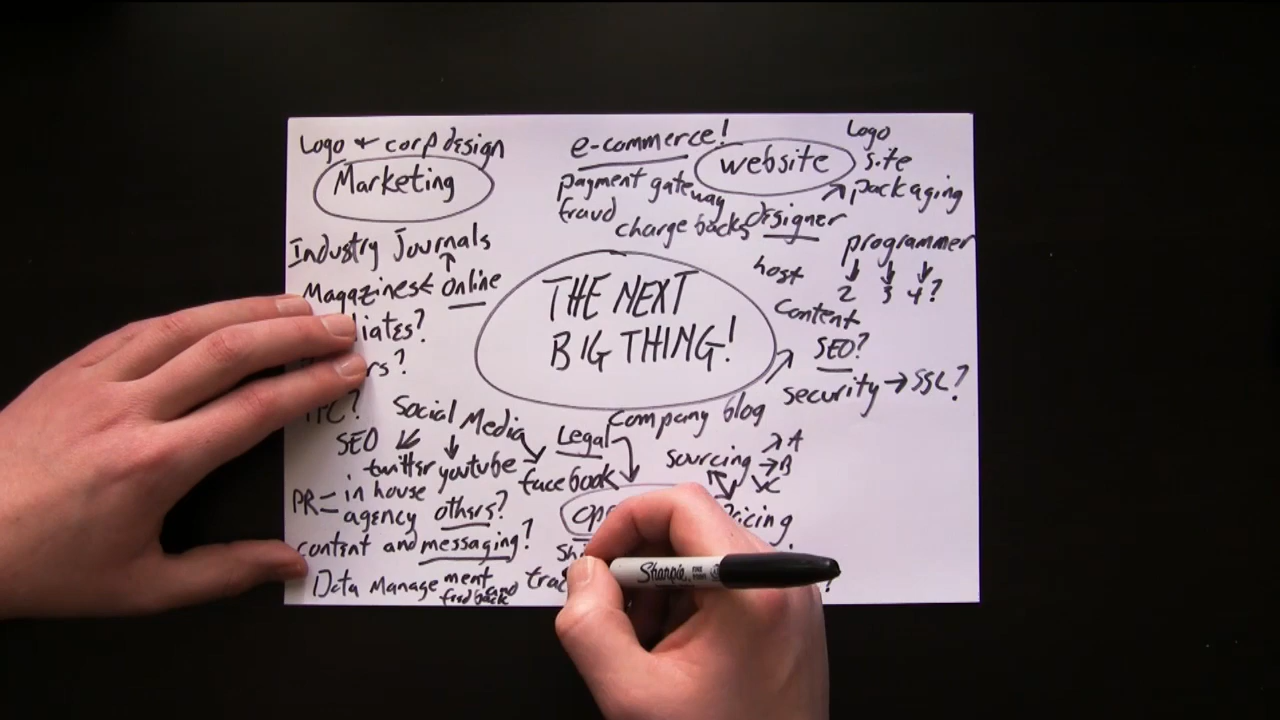 Logo + corp design
Marketing
Industry Journals
Magazines
Online
SEO
Social Media
twitter
youtube
facebook
PR
in house
agency
others?
content and messaging?
Data Management
and
feedback
e-commerce!
payment gateway
fraud
charge backs
website
Logo
site
packaging
designer
programmer
2 3 4?
host
content
SEO?
security → SSL?
THE NEXT
BIG THING!
company blog
Legal
sourcing
A
B
C
Sharpie